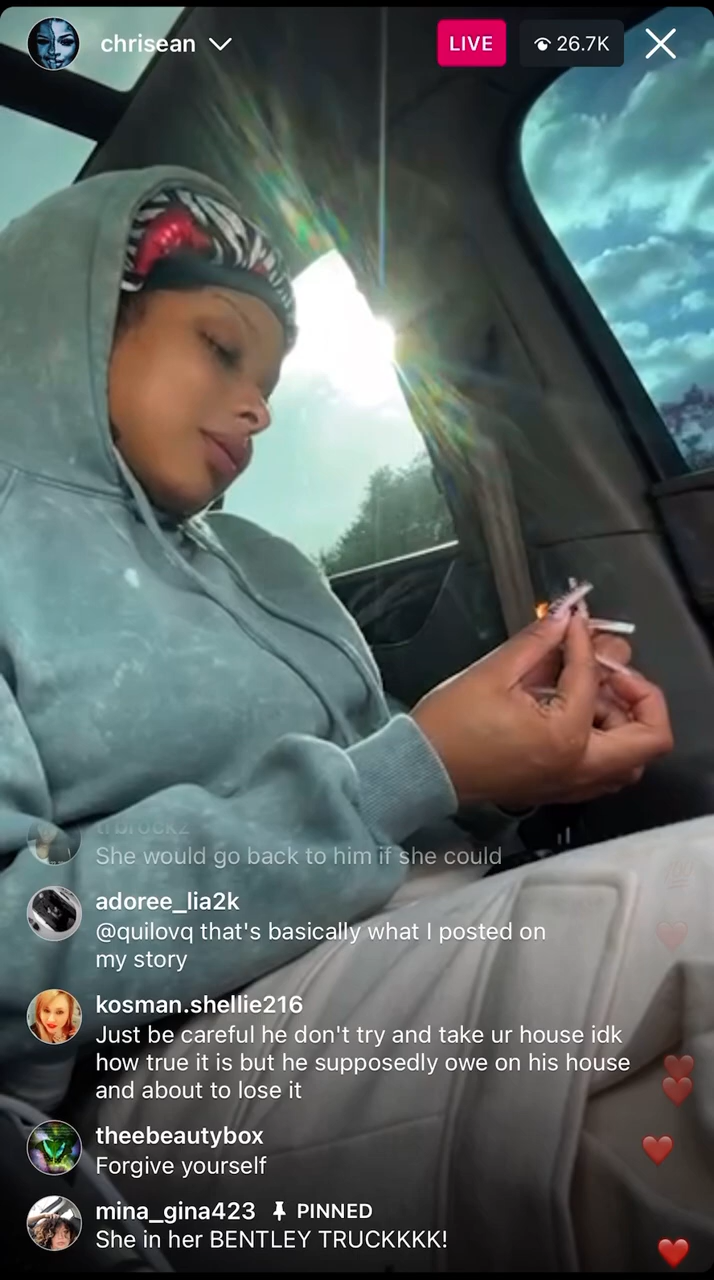 chrisean
LIVE
26.7K
trbrock2
She would go back to him if she could
adoree_lia2k
@quilovq that's basically what I posted on
my story
kosman.shellie216
Just be careful he don't try and take ur house idk
how true it is but he supposedly owe on his house
and about to lose it
theebeautybox
Forgive yourself
mina_gina423 PINNED
She in her BENTLEY TRUCKKKK!